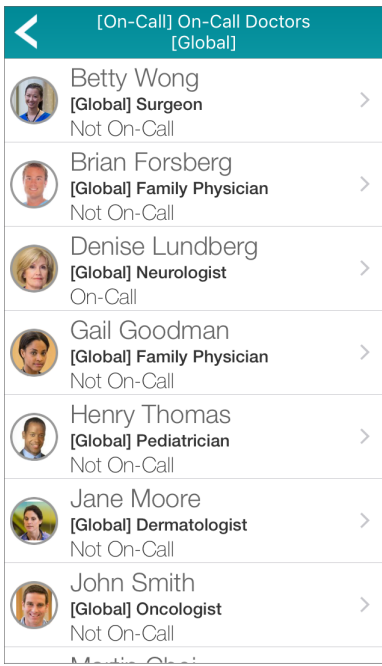 [On-Call] On-Call Doctors
[Global]
Betty Wong
[Global] Surgeon
Not On-Call
Brian Forsberg
[Global] Family Physician
Not On-Call
Denise Lundberg
[Global] Neurologist
On-Call
Gail Goodman
[Global] Family Physician
Not On-Call
Henry Thomas
[Global] Pediatrician
Not On-Call
Jane Moore
[Global] Dermatologist
Not On-Call
John Smith
[Global] Oncologist
Not On-Call